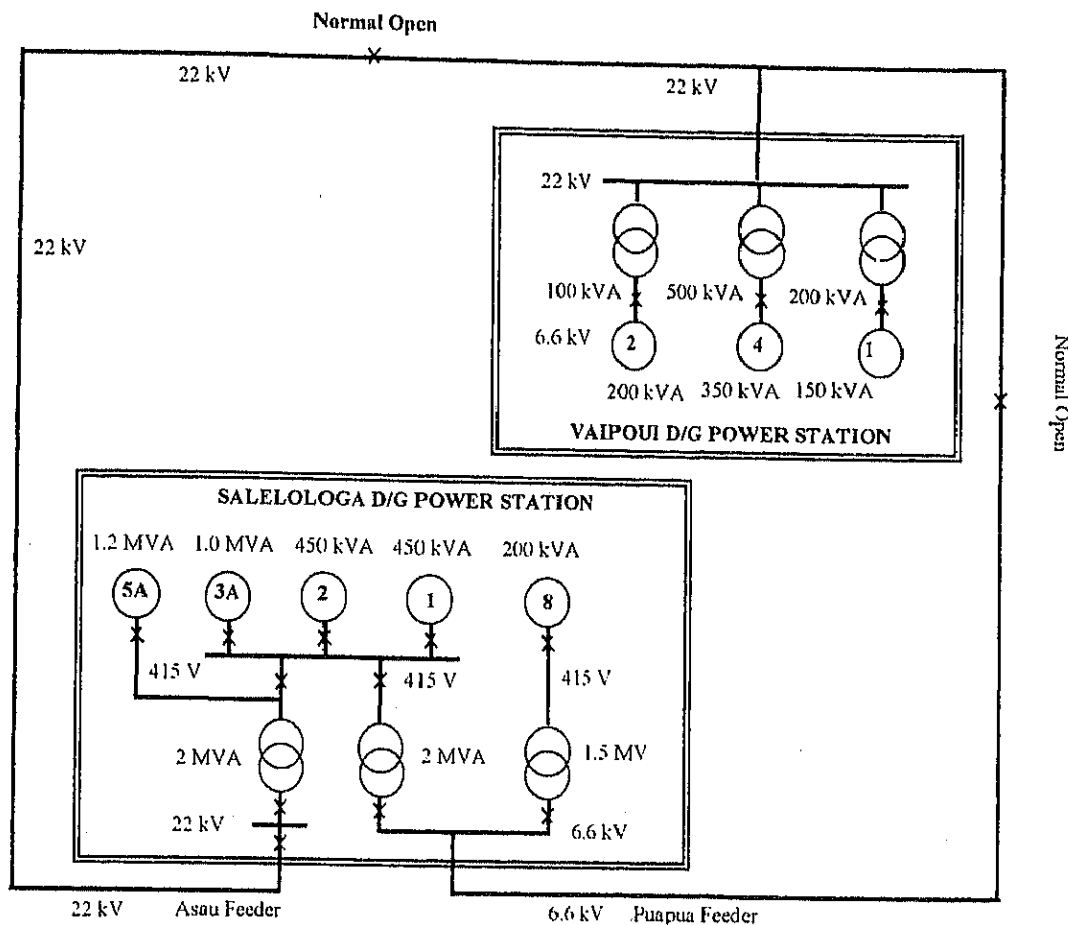 Normal Open
22 kV
22 kV
22 kV
22 kV
100 kVA
500 kVA
200 kVA
6.6 kV
2
4
1
200 kVA
350 kVA
150 kVA
VAIPOUI D/G POWER STATION
Normal Open
SALELOLOGA D/G POWER STATION
1.2 MVA
1.0 MVA
450 kVA
450 kVA
200 kVA
5A
3A
2
1
8
415 V
415 V
415 V
2 MVA
2 MVA
1.5 MV
22 kV
6.6 kV
22 kV
Asau Feeder
6.6 kV
Puapua Feeder